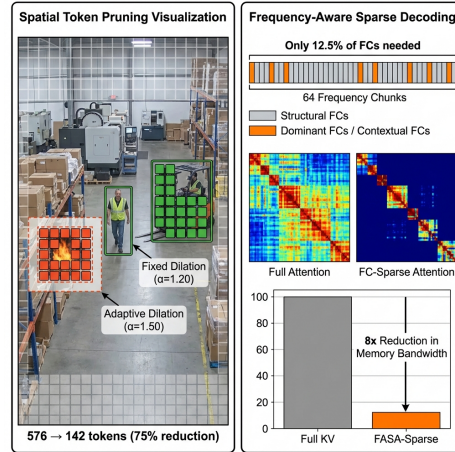 Spatial Token Pruning Visualization
Fixed Dilation
(α=1.20)
Adaptive Dilation
(α=1.50)
576 → 142 tokens (75% reduction)
Frequency-Aware Sparse Decoding
Only 12.5% of FCs needed
64 Frequency Chunks
Structural FCs
Dominant FCs / Contextual FCs
Full Attention
FC-Sparse Attention
100
80
60
40
20
0
8x Reduction in
Memory Bandwidth
Full KV
FASA-Sparse